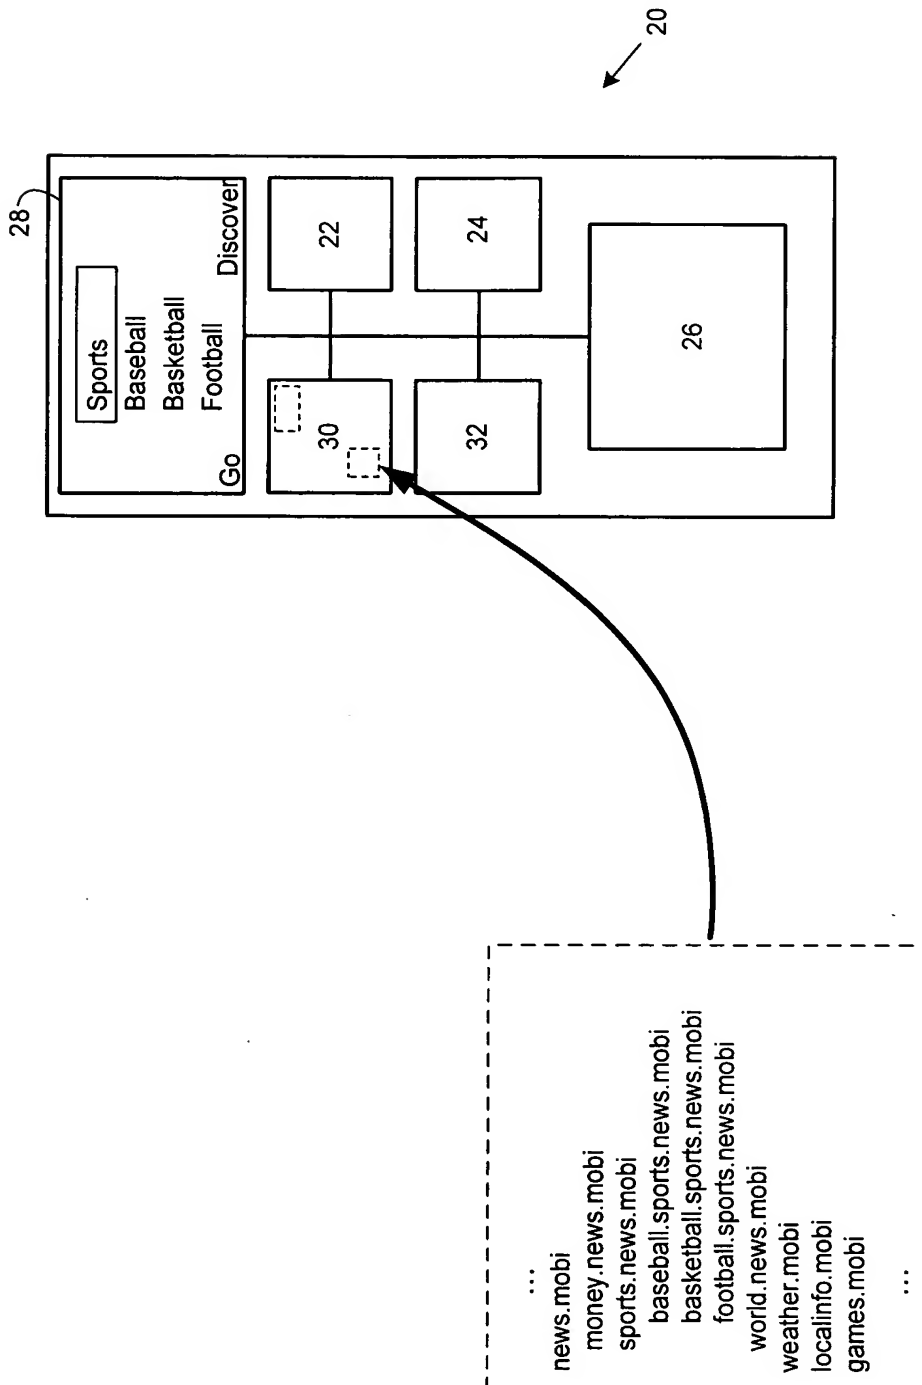 20
28
Sports
Baseball
Basketball
Football
Go
Discover
30
22
32
24
26
...
news.mobi
money.news.mobi
sports.news.mobi
baseball.sports.news.mobi
basketball.sports.news.mobi
football.sports.news.mobi
world.news.mobi
weather.mobi
localinfo.mobi
games.mobi
...